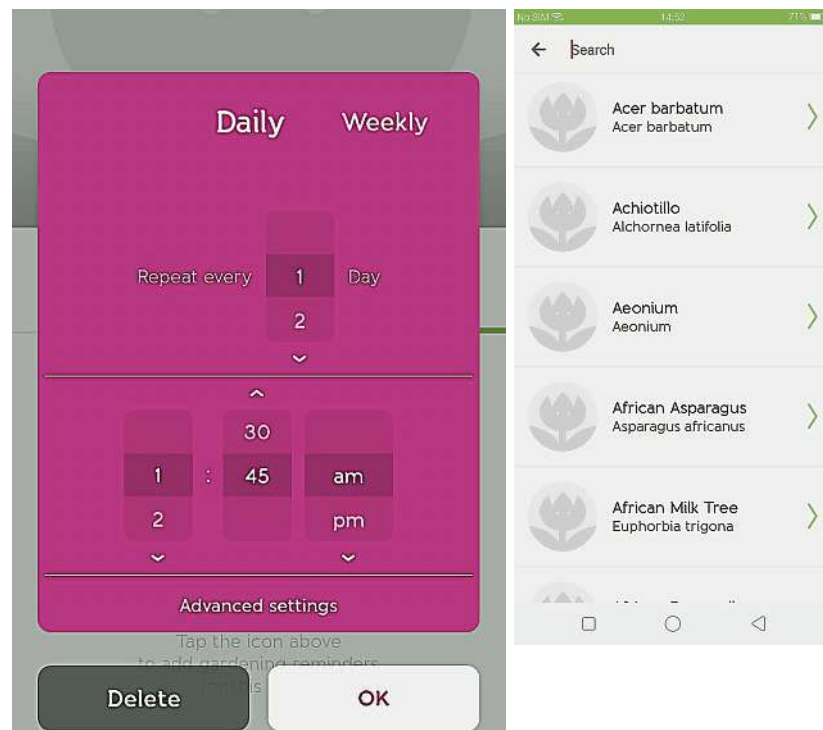 Daily Weekly
Repeat every 1 Day
2
30
1 : 45 am
2 pm
Advanced settings
Tap the icon above
to add gardening reminders
Delete OK
No SIM 14:52 71%
Search
Acer barbatum
Acer barbatum
Achiotillo
Alchornea latifolia
Aeonium
Aeonium
African Asparagus
Asparagus africanus
African Milk Tree
Euphorbia trigona